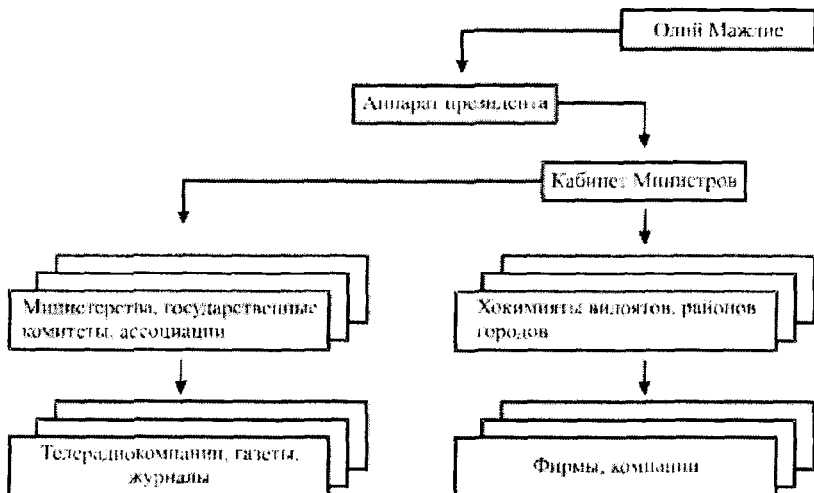 Олий Мажлис
Аппарат президента
Кабинет Министров
Министерства, государственные
комитеты, ассоциации
Хокимияты вилоятов, районов
городов
Телерадиокомпании, газеты,
журналы
Фирмы, компании